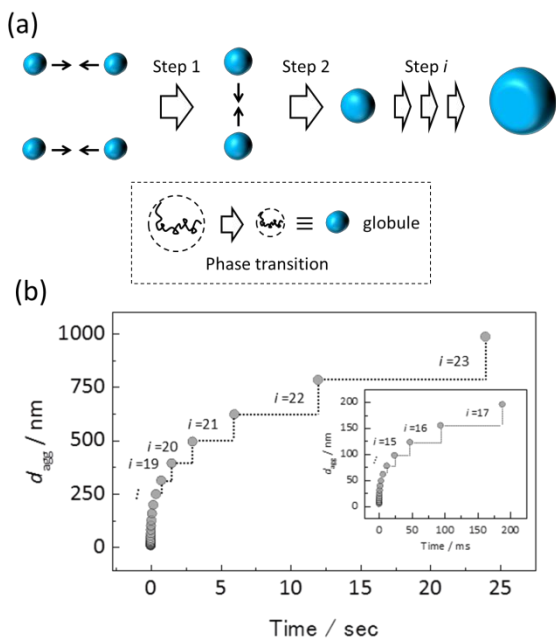 (a)
Step 1
Step 2
Step i
≡
globule
Phase transition
(b)
1000
750
500
250
0
d_agg / nm
i =19
i =20
i =21
i =22
i =23
0
5
10
15
20
25
Time / sec
200
150
100
50
0
d_agg / nm
i =15
i =16
i =17
0
50
100
150
200
Time / ms